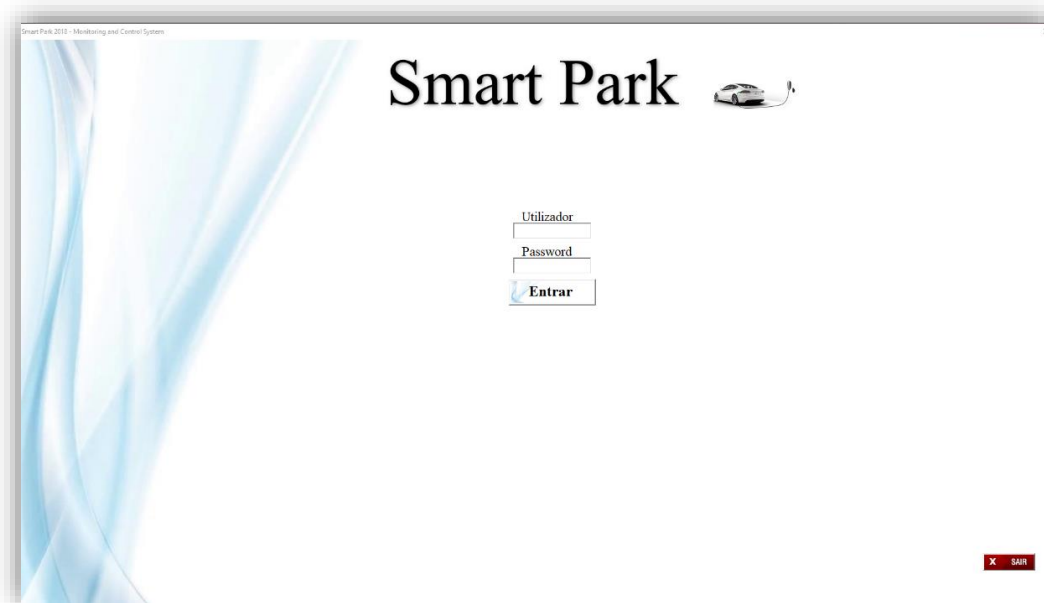 Smart Park 2018 - Monitoring and Control System
Smart Park
Utilizador
Password
Entrar
X SAIR